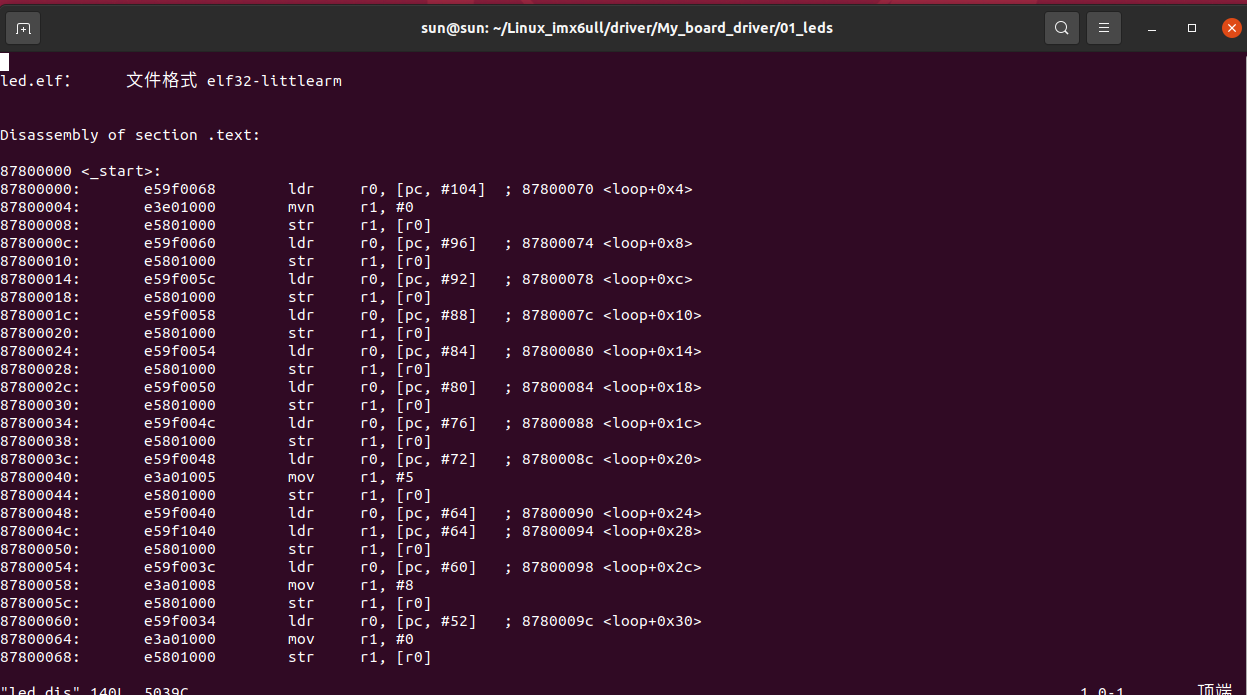 sun@sun: ~/Linux_imx6ull/driver/My_board_driver/01_leds
led.elf：     文件格式 elf32-littlearm
Disassembly of section .text:
87800000 <_start>:
87800000:       e59f0068        ldr     r0, [pc, #104]  ; 87800070 <loop+0x4>
87800004:       e3e01000        mvn     r1, #0
87800008:       e5801000        str     r1, [r0]
8780000c:       e59f0060        ldr     r0, [pc, #96]   ; 87800074 <loop+0x8>
87800010:       e5801000        str     r1, [r0]
87800014:       e59f005c        ldr     r0, [pc, #92]   ; 87800078 <loop+0xc>
87800018:       e5801000        str     r1, [r0]
8780001c:       e59f0058        ldr     r0, [pc, #88]   ; 8780007c <loop+0x10>
87800020:       e5801000        str     r1, [r0]
87800024:       e59f0054        ldr     r0, [pc, #84]   ; 87800080 <loop+0x14>
87800028:       e5801000        str     r1, [r0]
8780002c:       e59f0050        ldr     r0, [pc, #80]   ; 87800084 <loop+0x18>
87800030:       e5801000        str     r1, [r0]
87800034:       e59f004c        ldr     r0, [pc, #76]   ; 87800088 <loop+0x1c>
87800038:       e5801000        str     r1, [r0]
8780003c:       e59f0048        ldr     r0, [pc, #72]   ; 8780008c <loop+0x20>
87800040:       e3a01005        mov     r1, #5
87800044:       e5801000        str     r1, [r0]
87800048:       e59f0040        ldr     r0, [pc, #64]   ; 87800090 <loop+0x24>
8780004c:       e59f1040        ldr     r1, [pc, #64]   ; 87800094 <loop+0x28>
87800050:       e5801000        str     r1, [r0]
87800054:       e59f003c        ldr     r0, [pc, #60]   ; 87800098 <loop+0x2c>
87800058:       e3a01008        mov     r1, #8
8780005c:       e5801000        str     r1, [r0]
87800060:       e59f0034        ldr     r0, [pc, #52]   ; 8780009c <loop+0x30>
87800064:       e3a01000        mov     r1, #0
87800068:       e5801000        str     r1, [r0]
"led.dis" 140L, 5039C                                   1,0-1         顶端